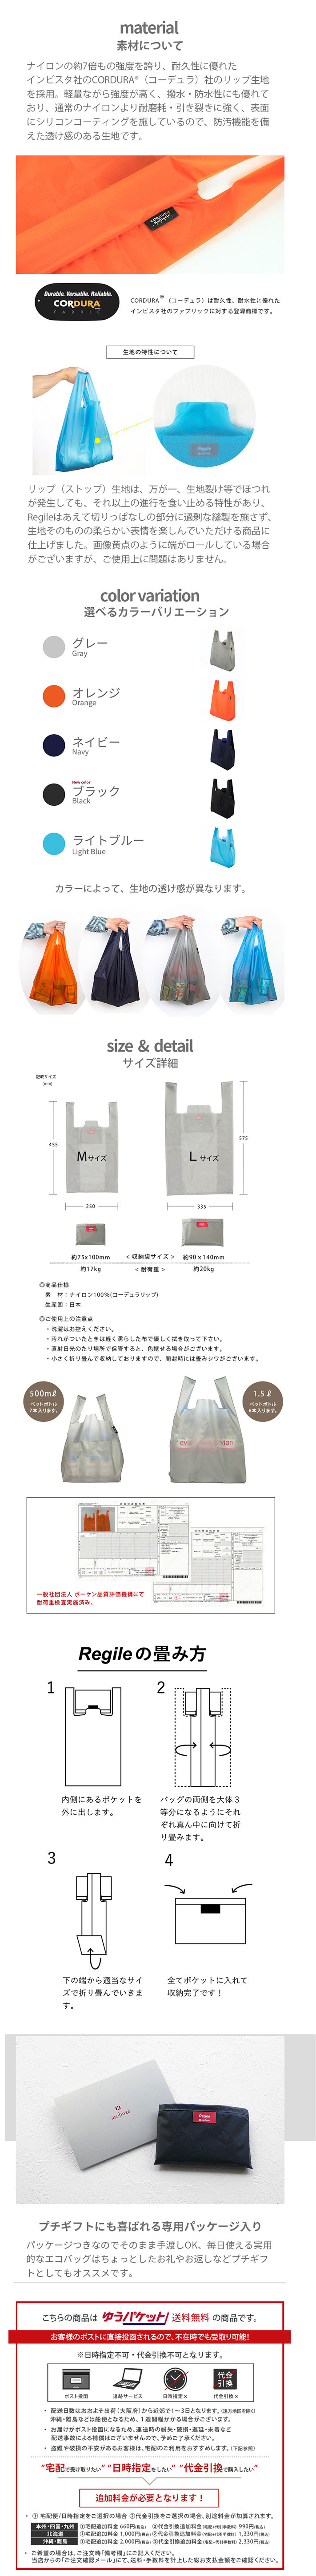 material
素材について
ナイロンの約7倍もの強度を誇り、耐久性に優れた
インビスタ社のCORDURA®（コーデュラ）社のリップ生地
を採用。軽量ながら強度が高く、撥水・防水性にも優れて
おり、通常のナイロンより耐磨耗・引き裂きに強く、表面
にシリコンコーティングを施しているので、防汚機能を備
えた透け感のある生地です。
CORDURA
Durable. Versatile. Reliable.
CORDURA
FABRIC
CORDURA®（コーデュラ）は耐久性、耐水性に優れた
インビスタ社のファブリックに対する登録商標です。
生地の特性について
リップ（ストップ）生地は、万が一、生地裂け等でほつれ
が発生しても、それ以上の進行を食い止める特性があり、
Regileはあえて切りっぱなしの部分に過剰な縫製を施さず、
生地そのものの柔らかい表情を楽しんでいただける商品に
仕上げました。画像黄点のように端がロールしている場合
がございますが、ご使用上に問題はありません。
color variation
選べるカラーバリエーション
グレー
Gray
オレンジ
Orange
ネイビー
Navy
New color
ブラック
Black
ライトブルー
Light Blue
カラーによって、生地の透け感が異なります。
size & detail
サイズ詳細
記載サイズ
(mm)
455
Mサイズ
250
575
Lサイズ
335
約75x100mm
< 収納袋サイズ >
約90 x 140mm
約17kg
< 耐荷重 >
約20kg
◎商品仕様
素　材：ナイロン100％(コーデュラリップ)
生産国：日本
◎ご使用上の注意点
・洗濯はお控えください。
・汚れがついたときは軽く濡らした布で優しく拭き取って下さい。
・直射日光のたり場所で保管すると、色褪せる場合がございます。
・小さく折り畳んで収納しておりますので、開封時には畳みシワがございます。
500mℓ
ペットボトル
7本入ります。
1.5 ℓ
ペットボトル
6本入ります。
一般社団法人 ボーケン品質評価機構にて
耐荷重検査実施済み。
Regileの畳み方
1
内側にあるポケットを
外に出します。
2
バッグの両側を大体３
等分になるようにそれ
ぞれ真ん中に向けて折
り畳みます。
3
下の端から適当なサイ
ズで折り畳んでいきま
す。
4
全てポケットに入れて
収納完了です！
Regile
プチギフトにも喜ばれる専用パッケージ入り
パッケージつきなのでそのまま手渡しOK、毎日使える実用
的なエコバッグはちょっとしたお礼やお返しなどプチギフ
トとしてもオススメです。
こちらの商品は ゆうパケット 送料無料 の商品です。
お客様のポストに直接投函されるので、不在時でも受取り可能！
※日時指定不可・代金引換不可となります。
ポスト投函
追跡サービス
日時指定×
代金引換
代金引換×
・ 配送日数はおおよそ出荷（大阪府）から近郊で1～3日となります。（遠方地区を除く）
沖縄・離島などは船便となるため、１週間程かかる場合がございます。
・ お届けがポスト投函になるため、運送時の紛失・破損・遅延・未着など
配送事故による補償はございませんので、予めご了承ください。
・ 盗難や破損の不安があるお客様は、宅配のご利用をおすすめします。（下記参照）
”宅配で受け取りたい” ”日時指定をしたい” ”代金引換で購入したい”
追加料金が必要となります！
・ ① 宅配便/日時指定をご選択の場合 ②代金引換をご選択の場合、別途料金が加算されます。
本州・四国・九州 ①宅配追加料金 660円(税込) ②代金引換追加料金(宅配+代引手数料) 990円(税込)
北海道 ①宅配追加料金 1,000円(税込) ②代金引換追加料金(宅配+代引手数料) 1,330円(税込)
沖縄・離島 ①宅配追加料金 2,000円(税込) ②代金引換追加料金(宅配+代引手数料) 2,330円(税込)
・ ご希望の場合は、ご注文時「備考欄」にご記入ください。
当店からの「ご注文確認メール」にて、送料・手数料を計上した総お支払金額をご確認ください。